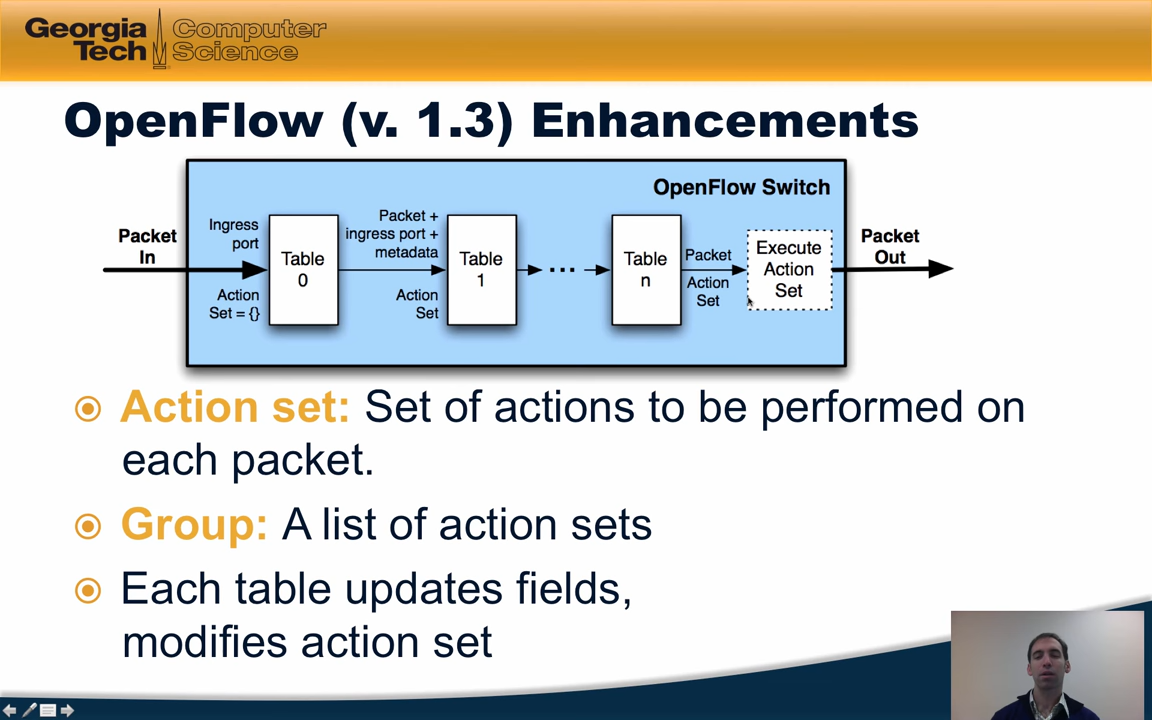 Georgia Tech
Computer Science
OpenFlow (v. 1.3) Enhancements
OpenFlow Switch
Packet In
Ingress port
Action Set = {}
Table 0
Packet + ingress port + metadata
Action Set
Table 1
...
Table n
Packet
Action Set
Execute Action Set
Packet Out
Action set: Set of actions to be performed on
each packet.
Group: A list of action sets
Each table updates fields,
modifies action set